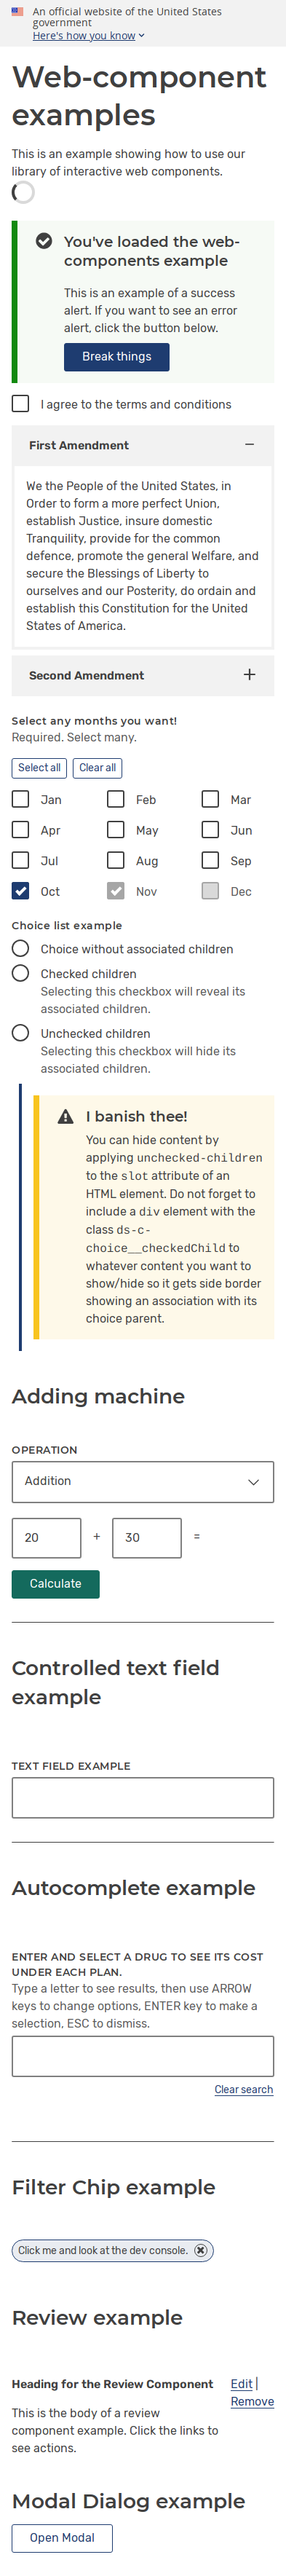 An official website of the United States
government
Here's how you know
Web-component
examples
This is an example showing how to use our
library of interactive web components.
You've loaded the web-
components example
This is an example of a success
alert. If you want to see an error
alert, click the button below.
Break things
I agree to the terms and conditions
First Amendment
We the People of the United States, in
Order to form a more perfect Union,
establish Justice, insure domestic
Tranquility, provide for the common
defence, promote the general Welfare, and
secure the Blessings of Liberty to
ourselves and our Posterity, do ordain and
establish this Constitution for the United
States of America.
Second Amendment
Select any months you want!
Required. Select many.
Select all Clear all
Jan Feb Mar
Apr May Jun
Jul Aug Sep
Oct Nov Dec
Choice list example
Choice without associated children
Checked children
Selecting this checkbox will reveal its
associated children.
Unchecked children
Selecting this checkbox will hide its
associated children.
I banish thee!
You can hide content by
applying unchecked-children
to the slot attribute of an
HTML element. Do not forget to
include a div element with the
class ds-c-
choice__checkedChild to
whatever content you want to
show/hide so it gets side border
showing an association with its
choice parent.
Adding machine
OPERATION
Addition
20 + 30 =
Calculate
Controlled text field
example
TEXT FIELD EXAMPLE
Autocomplete example
ENTER AND SELECT A DRUG TO SEE ITS COST
UNDER EACH PLAN.
Type a letter to see results, then use ARROW
keys to change options, ENTER key to make a
selection, ESC to dismiss.
Clear search
Filter Chip example
Click me and look at the dev console.
Review example
Heading for the Review Component Edit |
Remove
This is the body of a review
component example. Click the links to
see actions.
Modal Dialog example
Open Modal